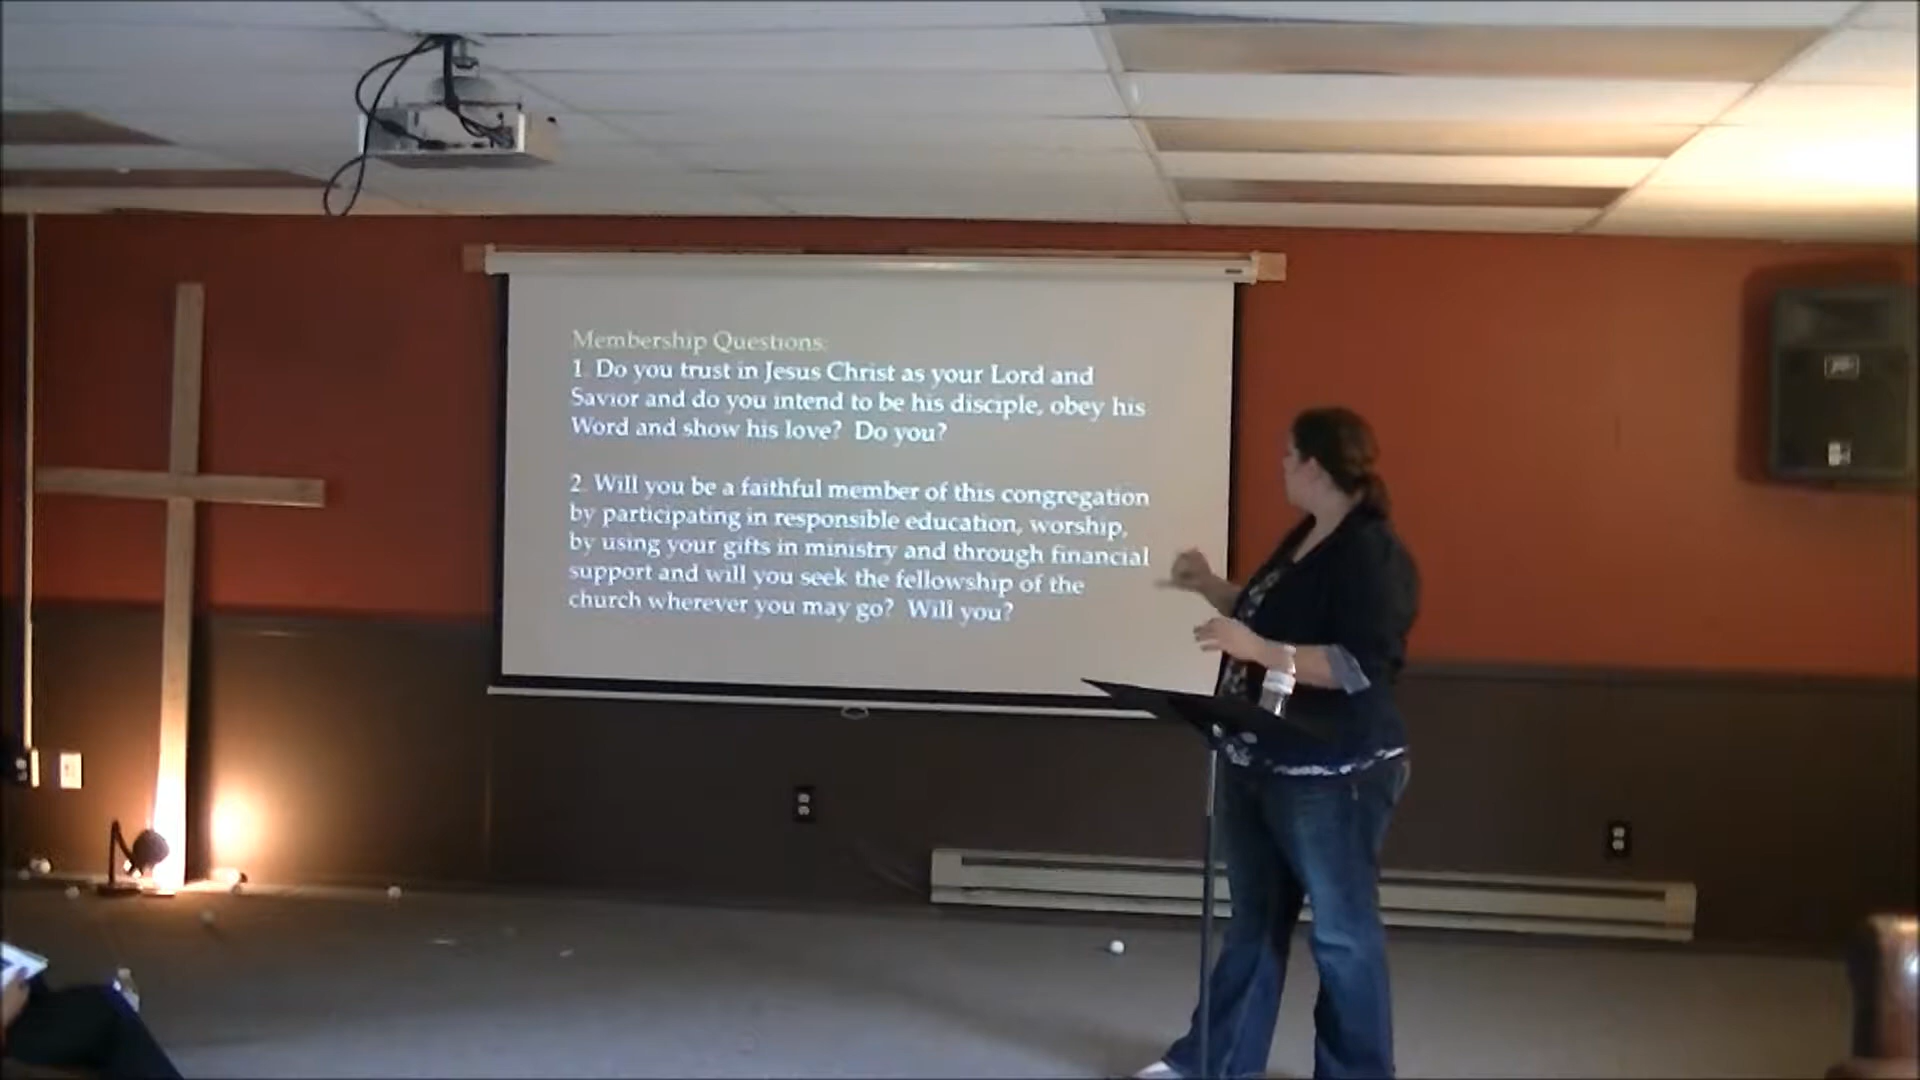 Membership Questions:
1. Do you trust in Jesus Christ as your Lord and
Savior and do you intend to be his disciple, obey his
Word and show his love?  Do you?
2. Will you be a faithful member of this congregation
by participating in responsible education, worship,
by using your gifts in ministry and through financial
support and will you seek the fellowship of the
church wherever you may go?  Will you?